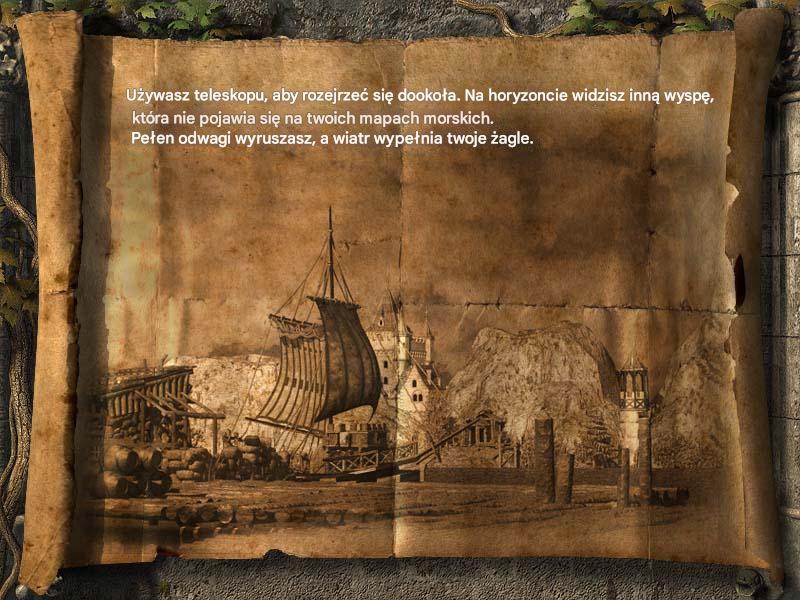 Używasz teleskopu, aby rozejrzeć się dookoła. Na horyzoncie widzisz inną wyspę,
która nie pojawia się na twoich mapach morskich.
Pełen odwagi wyruszasz, a wiatr wypełnia twoje żagle.